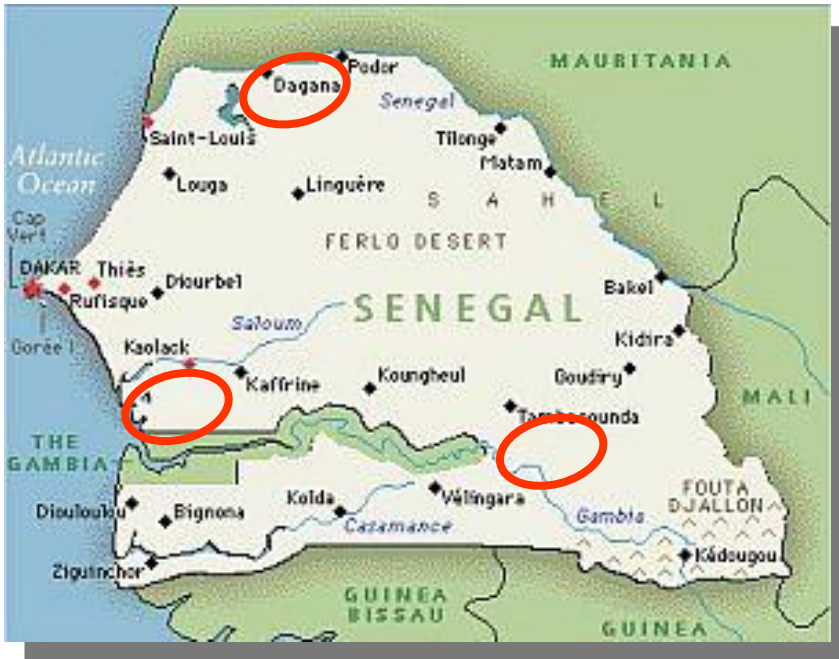 MAURITANIA
Podor
Dagana
Senegal
Saint-Louis
Tilonge
Matam
Atlantic
Ocean
Louga
Linguère
S A H E L
Cap
Vert
FERLO DESERT
DAKAR
Thiès
Rufisque
Diourbel
Bakel
SENEGAL
Saloum
Gorée I
Kaolack
Kidira
Kaffrine
Koungheul
Goudiry
MALI
Tambacounda
THE
GAMBIA
FOUTA
DJALLON
Diouloulou
Bignona
Kolda
Vélingara
Casamance
Gambia
Ziguinchor
Kédougou
GUINEA
BISSAU
GUINEA